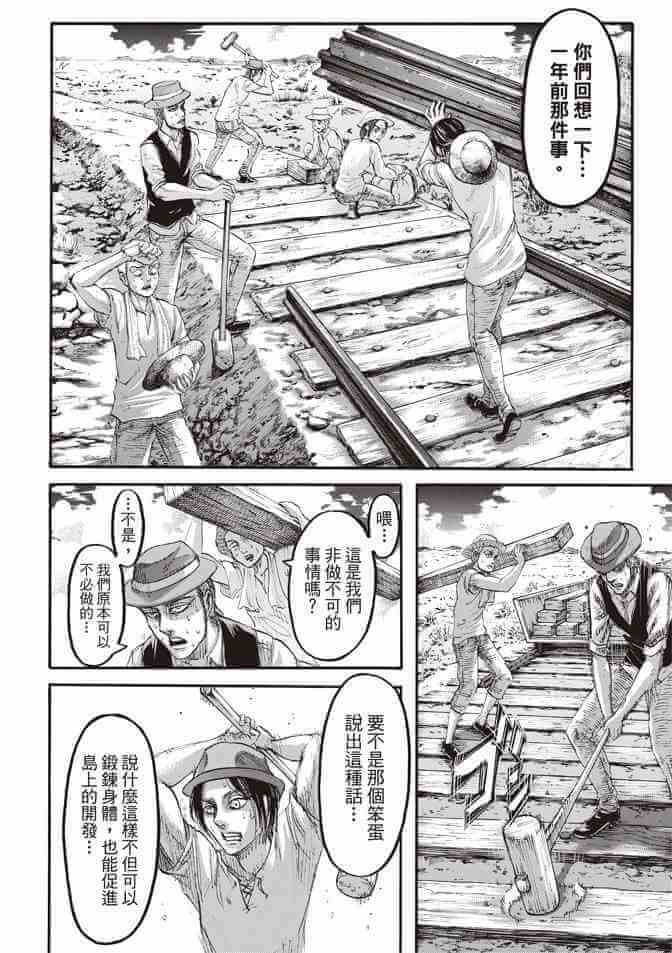 你們回想一下…
一年前那件事。
喂…
這是我們
非做不可的
事情嗎？
…不是，
我們原本可以
不必做的…
要不是那個笨蛋
說出這種話…
說什麼這樣不但可以
鍛鍊身體，也能促進
島上的開發…